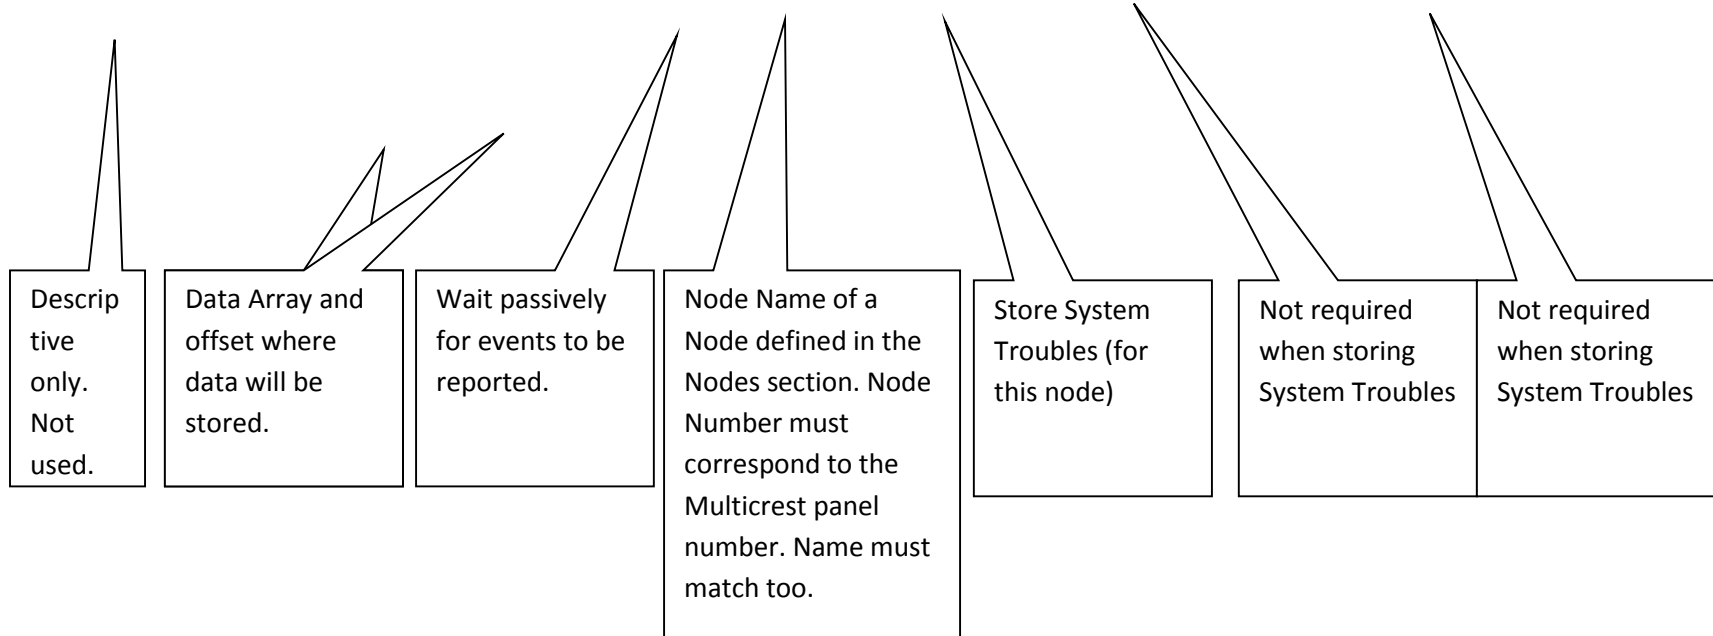 Descrip
tive
only.
Not
used.
Data Array and
offset where
data will be
stored.
Wait passively
for events to be
reported.
Node Name of a
Node defined in the
Nodes section. Node
Number must
correspond to the
Multicrest panel
number. Name must
match too.
Store System
Troubles (for
this node)
Not required
when storing
System Troubles
Not required
when storing
System Troubles